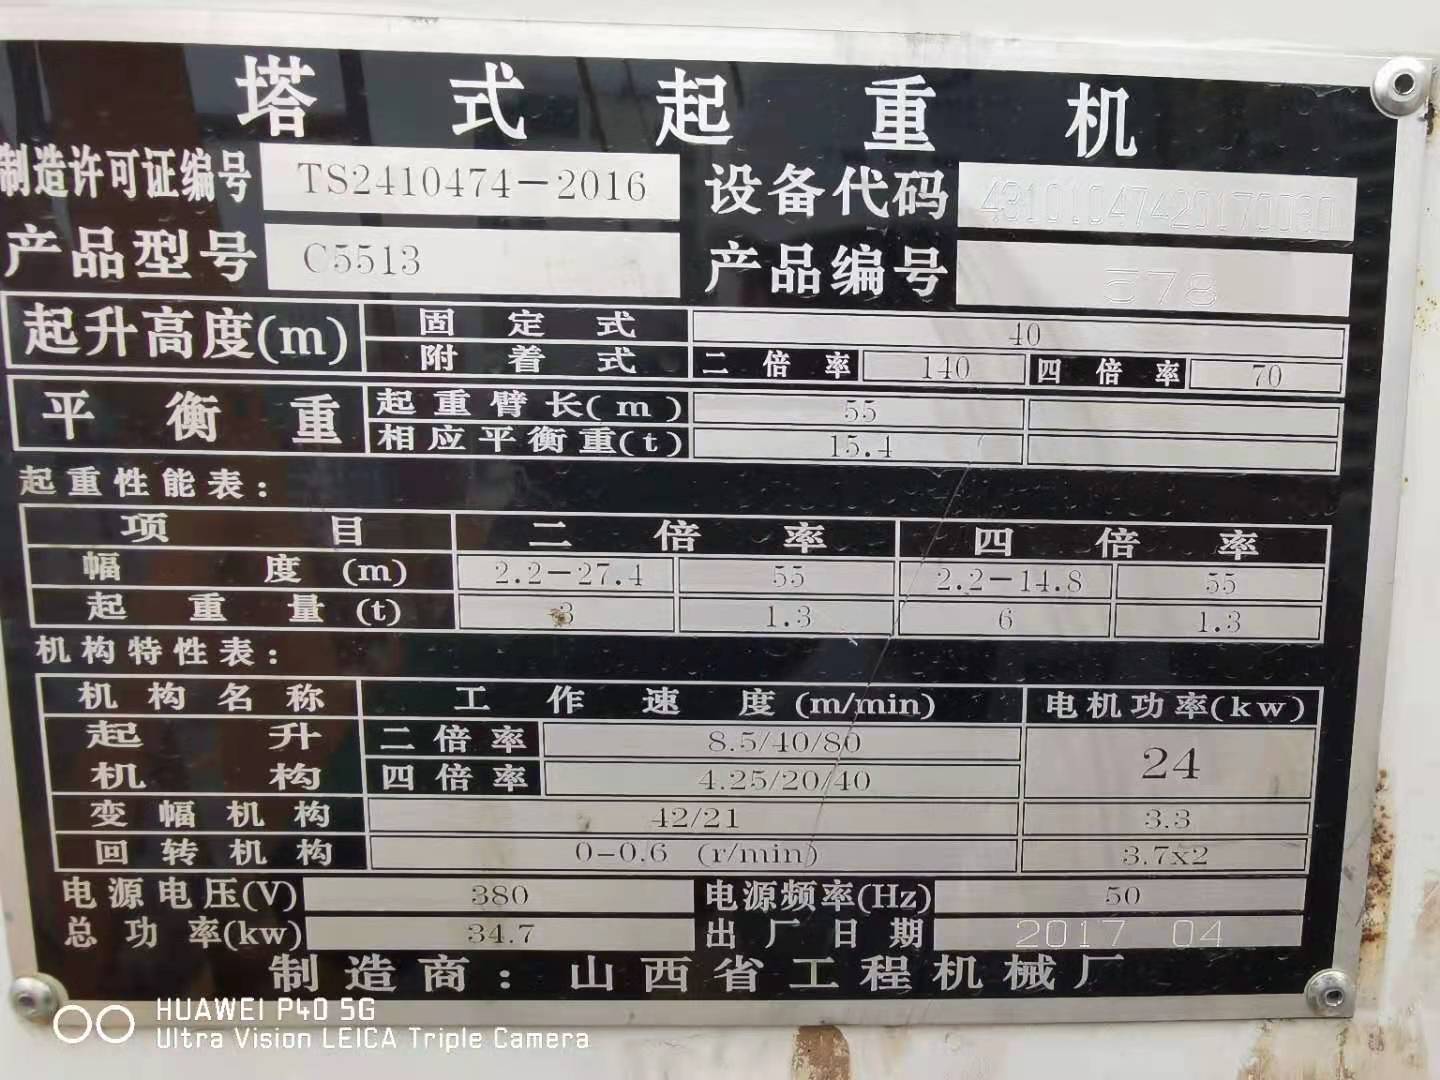 塔式起重机
制造许可证编号 TS2410474-2016 设备代码 43101047420170080
产品型号 C5513 产品编号 578
起升高度(m) 固定式 40
附着式 二倍率 140 四倍率 70
平衡重 起重臂长(m) 55
相应平衡重(t) 15.4
起重性能表:
项目 二倍率 四倍率
幅度(m) 2.2-27.4 55 2.2-14.8 55
起重量(t) 3 1.3 6 1.3
机构特性表:
机构名称 工作速度(m/min) 电机功率(kw)
起升机构 二倍率 8.5/40/80 24
四倍率 4.25/20/40
变幅机构 42/21 3.3
回转机构 0-0.6 (r/min) 3.7x2
电源电压(V) 380 电源频率(Hz) 50
总功率(kw) 34.7 出厂日期 2017 04
制造商:山西省工程机械厂
HUAWEI P40 5G
Ultra Vision LEICA Triple Camera